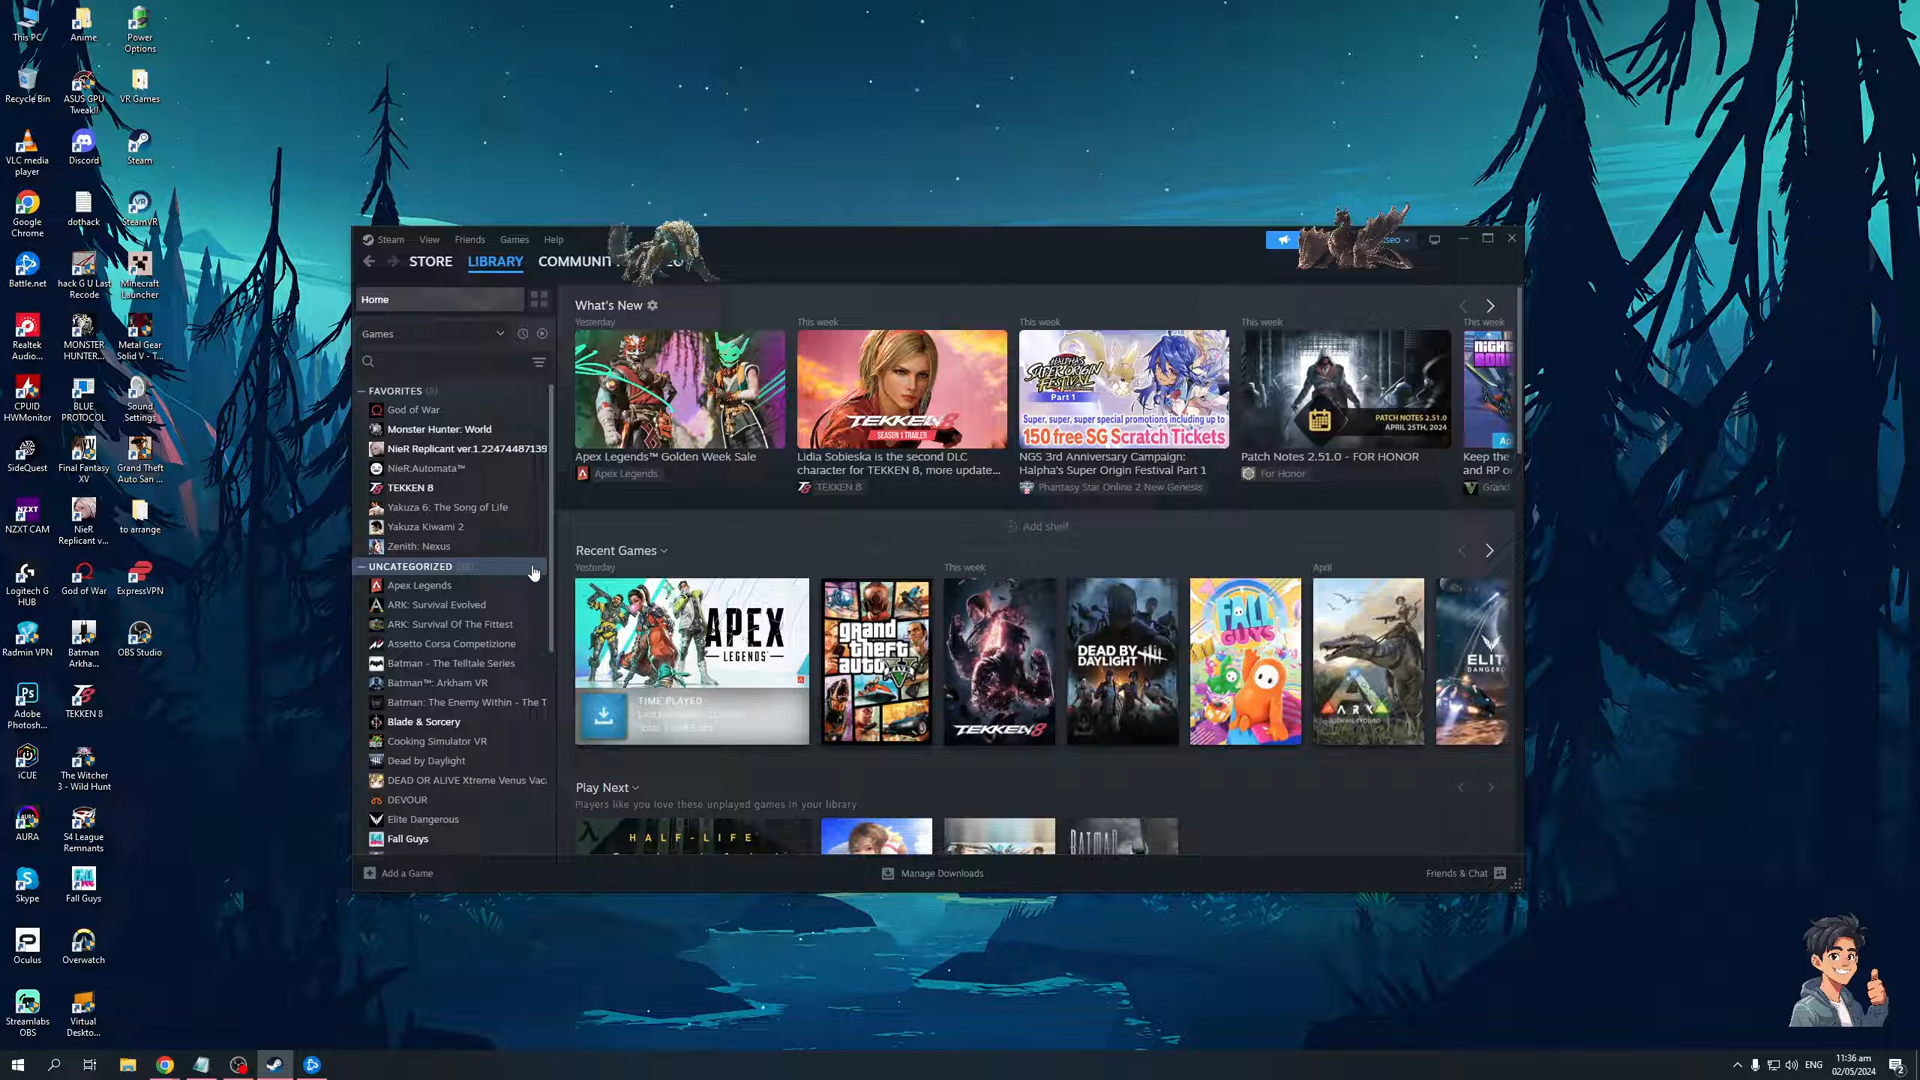 This PC
Anime
Power
Options
Recycle Bin
ASUS GPU
TweakII
VR Games
VLC media
player
Discord
Steam
Google
Chrome
dothack
SteamVR
Battle.net
hack G U Last
Recode
Minecraft
Launcher
Realtek
Audio...
MONSTER
HUNTER...
Metal Gear
Solid V - T...
CPUID
HWMonitor
BLUE
PROTOCOL
Sound
Settings
SideQuest
Final Fantasy
XV
Grand Theft
Auto San ...
NZXT CAM
NieR
Replicant v...
to arrange
Logitech G
HUB
God of War
ExpressVPN
Radmin VPN
Batman
Arkha...
OBS Studio
Adobe
Photosh...
TEKKEN 8
iCUE
The Witcher
3 - Wild Hunt
AURA
S4 League
Remnants
Skype
Fall Guys
Oculus
Overwatch
Streamlabs
OBS
Virtual
Deskto...
Steam
View
Friends
Games
Help
STORE
LIBRARY
COMMUNIT
Home
Games
FAVORITES
God of War
Monster Hunter: World
NieR Replicant ver.1.22474487139
NieR:Automata™
TEKKEN 8
Yakuza 6: The Song of Life
Yakuza Kiwami 2
Zenith: Nexus
UNCATEGORIZED
Apex Legends
ARK: Survival Evolved
ARK: Survival Of The Fittest
Assetto Corsa Competizione
Batman - The Telltale Series
Batman™: Arkham VR
Batman: The Enemy Within - The T
Blade & Sorcery
Cooking Simulator VR
Dead by Daylight
DEAD OR ALIVE Xtreme Venus Vac
DEVOUR
Elite Dangerous
Fall Guys
Add a Game
What's New
Yesterday
This week
This week
This week
This week
TEKKEN 8
SEASON 1 TRAILER
HALPHA'S
SUPER ORIGIN
FESTIVAL
Part 1
Super, super, super special promotion, including up to
150 free SG Scratch Tickets
PATCH NOTES 2.51.0
APRIL 25TH, 2024
Apex Legends™ Golden Week Sale
Apex Legends
Lidia Sobieska is the second DLC
character for TEKKEN 8, more update...
TEKKEN 8
NGS 3rd Anniversary Campaign:
Halpha's Super Origin Festival Part 1
Phantasy Star Online 2 New Genesis
Patch Notes 2.51.0 - FOR HONOR
For Honor
Keep the
and RP o
Grand
Add shelf
Recent Games
Yesterday
This week
April
APEX
LEGENDS
TIME PLAYED
grand
theft
auto
TEKKEN 8
DEAD BY
DAYLIGHT
FALL
GUYS
ARK
ELIT
DANGERO
Play Next
Players like you love these unplayed games in your library
HALF-LIFE
BATMAN
Manage Downloads
Friends & Chat
ENG
11:36 am
02/05/2024